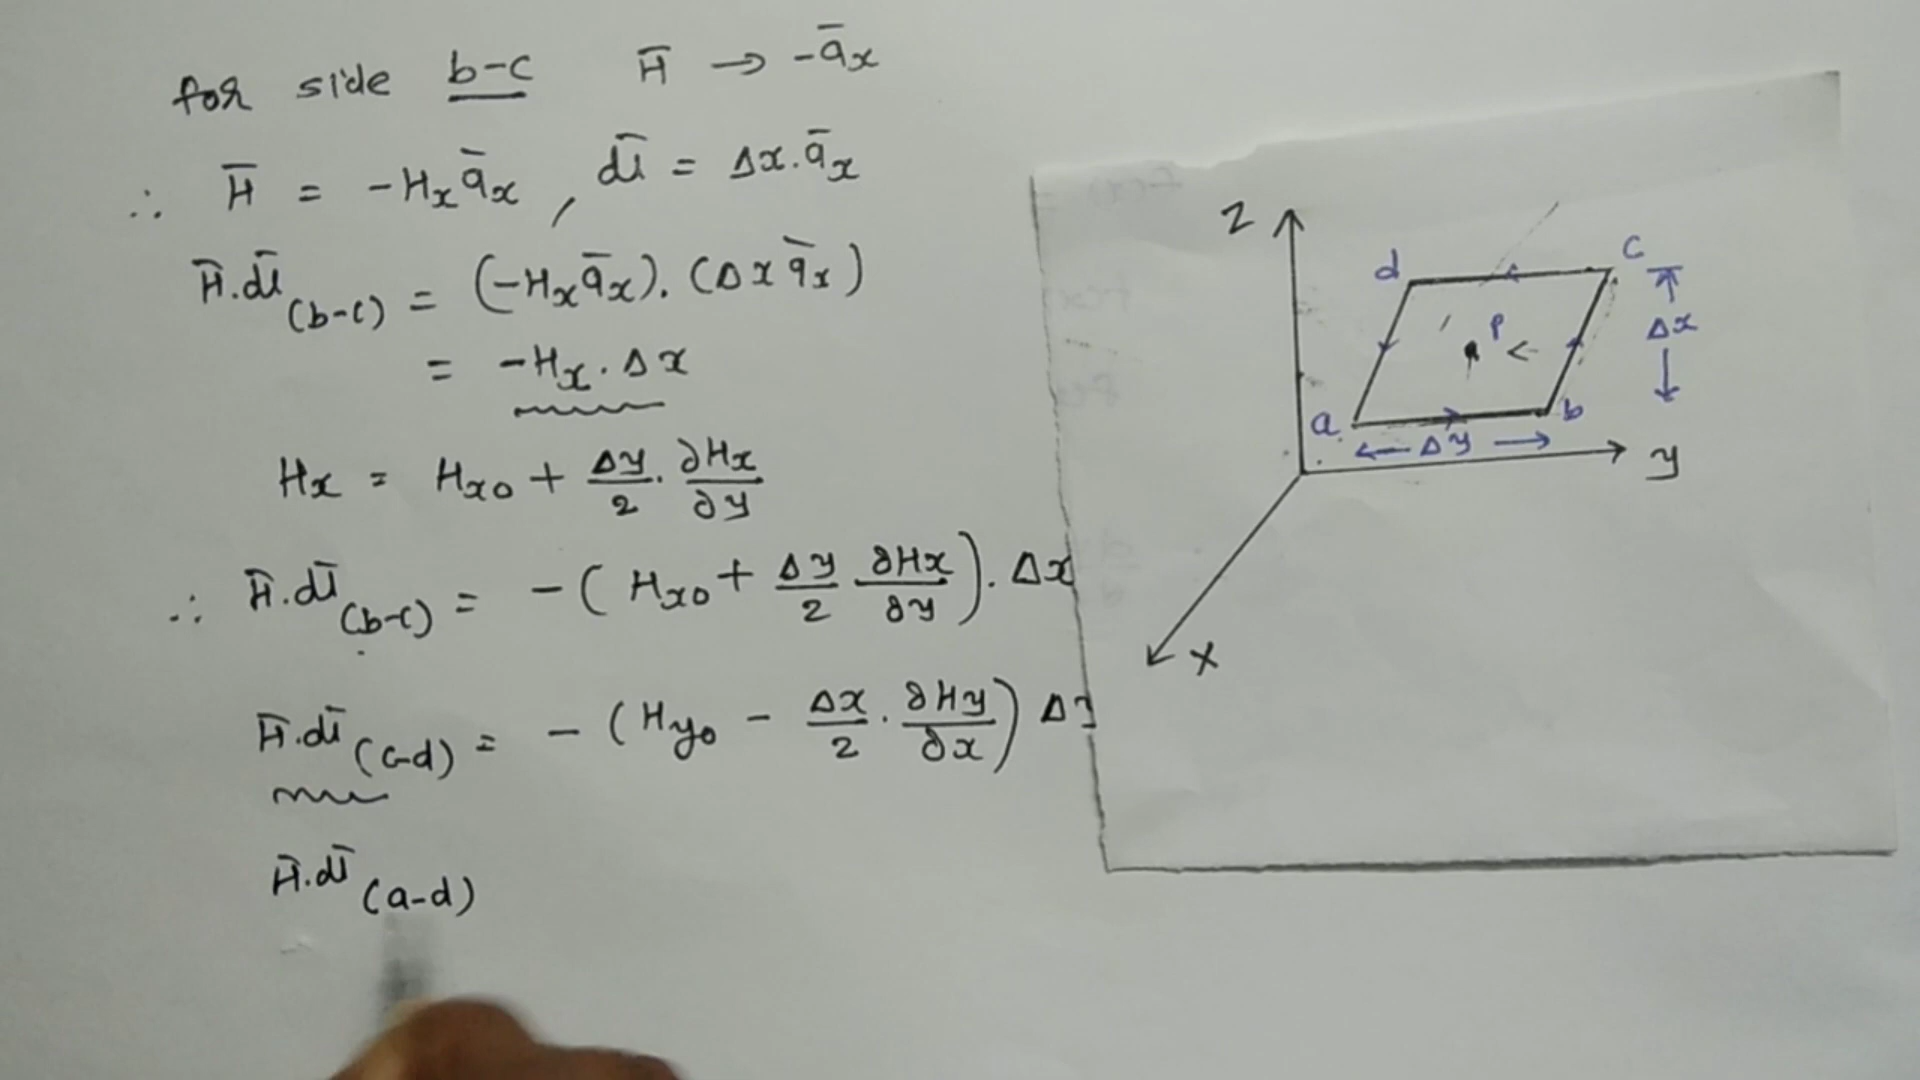 for side b-c H̄ → -āx
∴ H̄ = -Hx āx , dl̄ = Δx.āx
H̄.dl̄ (b-c) = (-Hx āx). (Δx āx)
= -Hx . Δx
Hx = Hx0 + Δy/2 . ∂Hx/∂y
∴ H̄.dl̄ (b-c) = -( Hx0 + Δy/2 ∂Hx/∂y ). Δx
H̄.dl̄ (c-d) = - ( Hy0 - Δx/2 . ∂Hy/∂x ) Δy
H̄.dl̄ (a-d)
Z
d
c
P
Δx
a
b
Δy
y
X